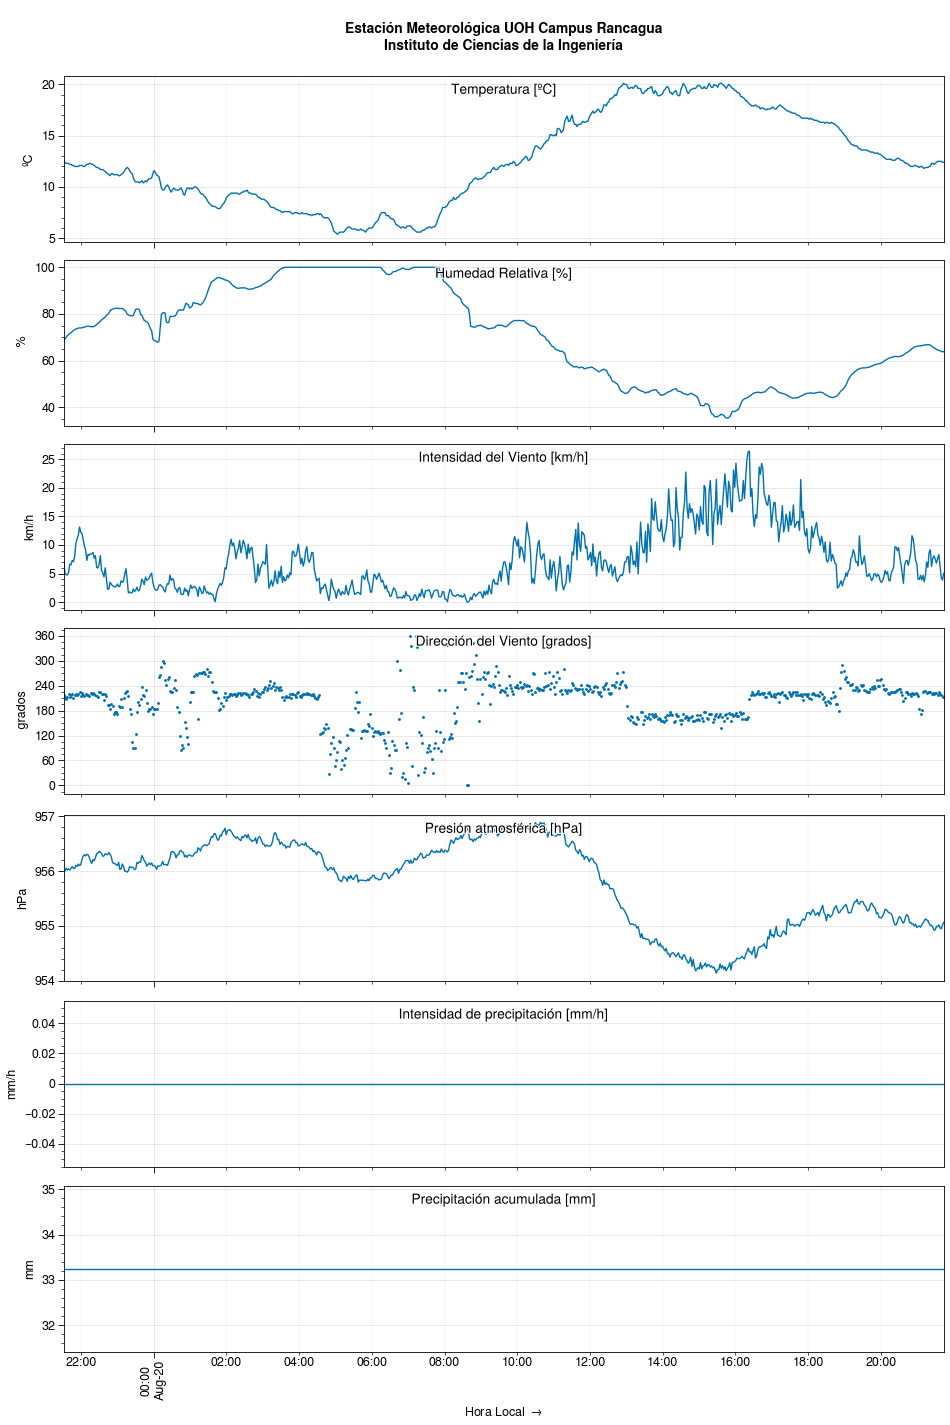 Estación Meteorológica UOH Campus Rancagua
Instituto de Ciencias de la Ingeniería
Temperatura [ºC]
20
15
10
5
ºC
Humedad Relativa [%]
100
80
60
40
%
Intensidad del Viento [km/h]
25
20
15
10
5
0
km/h
Dirección del Viento [grados]
360
300
240
180
120
60
0
grados
Presión atmosférica [hPa]
957
956
955
954
hPa
Intensidad de precipitación [mm/h]
0.04
0.02
0
−0.02
−0.04
mm/h
Precipitación acumulada [mm]
35
34
33
32
mm
22:00
00:00
Aug-20
02:00
04:00
06:00
08:00
10:00
12:00
14:00
16:00
18:00
20:00
Hora Local →